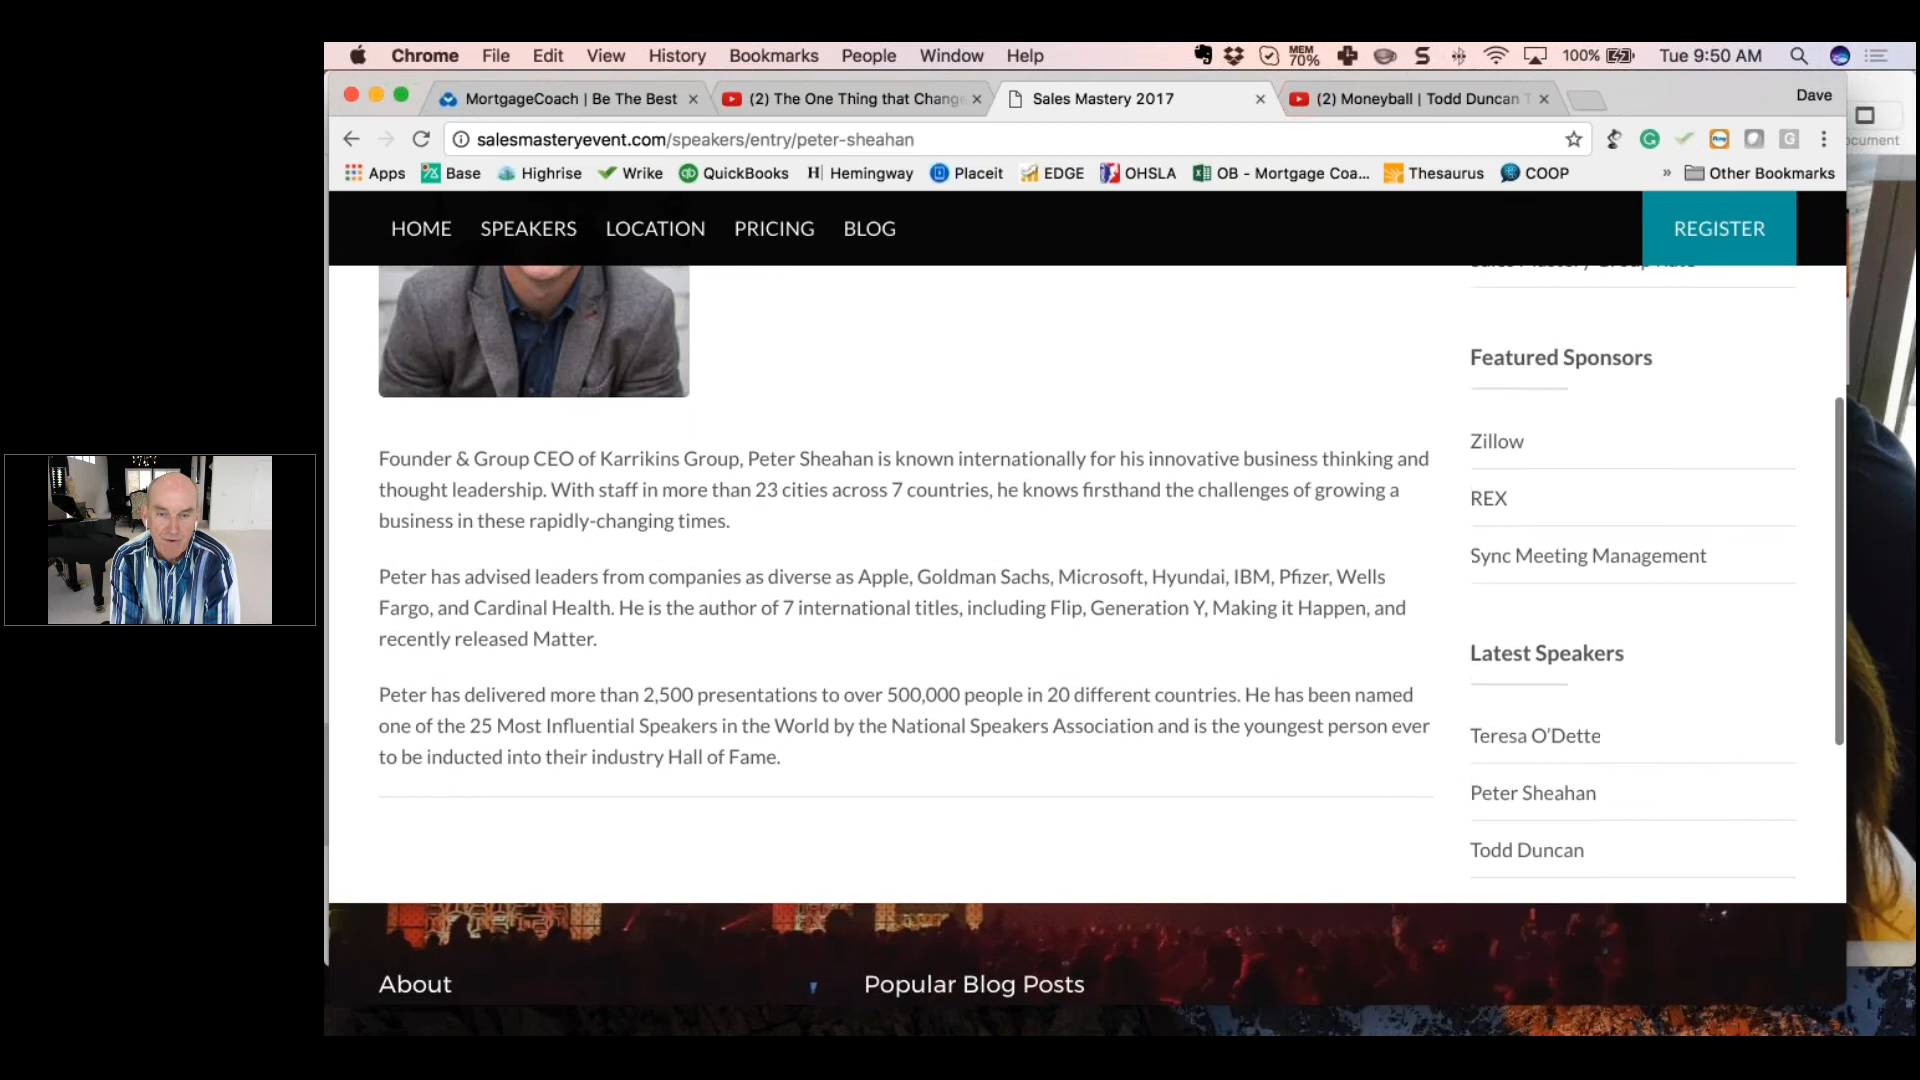 Chrome File Edit View History Bookmarks People Window Help MEM 70% 100% Tue 9:50 AM
MortgageCoach | Be The Best (2) The One Thing that Change Sales Mastery 2017 (2) Moneyball | Todd Duncan T Dave
salesmasteryevent.com/speakers/entry/peter-sheahan
Apps Base Highrise Wrike QuickBooks Hemingway Placeit EDGE OHSLA OB - Mortgage Coa... Thesaurus COOP » Other Bookmarks
HOME SPEAKERS LOCATION PRICING BLOG REGISTER
Featured Sponsors
Zillow
REX
Sync Meeting Management
Founder & Group CEO of Karrikins Group, Peter Sheahan is known internationally for his innovative business thinking and
thought leadership. With staff in more than 23 cities across 7 countries, he knows firsthand the challenges of growing a
business in these rapidly-changing times.
Peter has advised leaders from companies as diverse as Apple, Goldman Sachs, Microsoft, Hyundai, IBM, Pfizer, Wells
Fargo, and Cardinal Health. He is the author of 7 international titles, including Flip, Generation Y, Making it Happen, and
recently released Matter.
Peter has delivered more than 2,500 presentations to over 500,000 people in 20 different countries. He has been named
one of the 25 Most Influential Speakers in the World by the National Speakers Association and is the youngest person ever
to be inducted into their industry Hall of Fame.
Latest Speakers
Teresa O'Dette
Peter Sheahan
Todd Duncan
About Popular Blog Posts